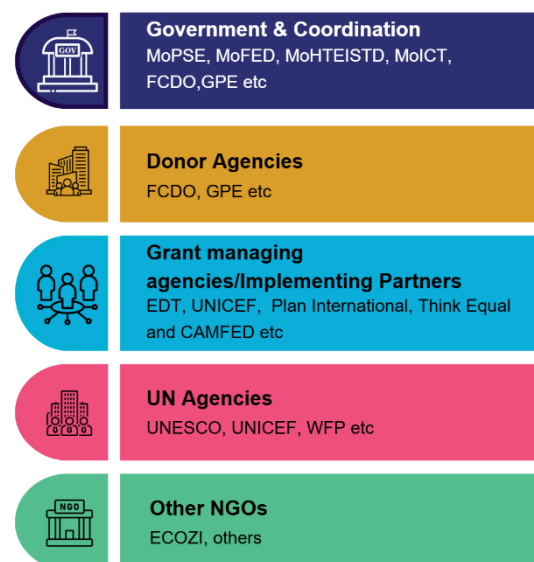 GOV
Government & Coordination
MoPSE, MoFED, MoHTEISTD, MoICT,
FCDO,GPE etc
Donor Agencies
FCDO, GPE etc
Grant managing
agencies/Implementing Partners
EDT, UNICEF, Plan International, Think Equal
and CAMFED etc
UN Agencies
UNESCO, UNICEF, WFP etc
NGO
Other NGOs
ECOZI, others